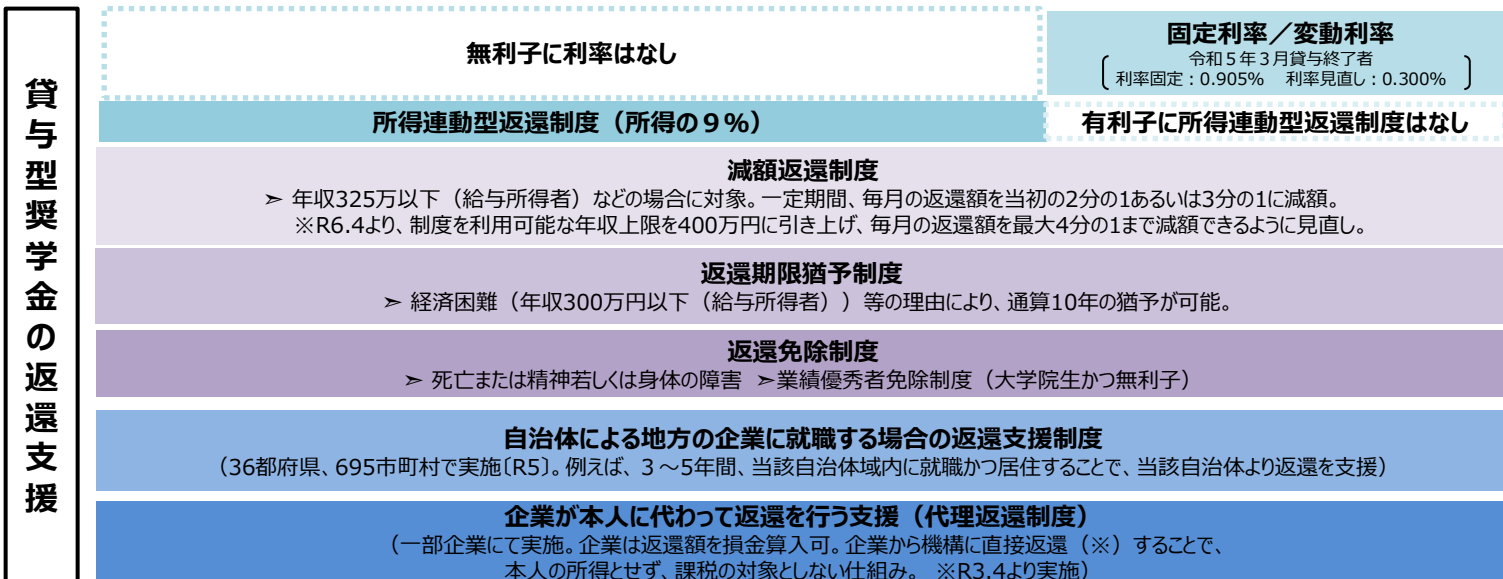 貸与型奨学金の返還支援
無利子に利率はなし
固定利率／変動利率
令和５年３月貸与終了者
利率固定：0.905%　利率見直し：0.300%
所得連動型返還制度（所得の９％）
有利子に所得連動型返還制度はなし
減額返還制度
➣ 年収325万以下（給与所得者）などの場合に対象。一定期間、毎月の返還額を当初の2分の1あるいは3分の1に減額。
※R6.4より、制度を利用可能な年収上限を400万円に引き上げ、毎月の返還額を最大4分の1まで減額できるように見直し。
返還期限猶予制度
➣ 経済困難（年収300万円以下（給与所得者））等の理由により、通算10年の猶予が可能。
返還免除制度
➣ 死亡または精神若しくは身体の障害 ➣業績優秀者免除制度（大学院生かつ無利子）
自治体による地方の企業に就職する場合の返還支援制度
（36都府県、695市町村で実施〔R5〕。例えば、３～5年間、当該自治体域内に就職かつ居住することで、当該自治体より返還を支援）
企業が本人に代わって返還を行う支援（代理返還制度）
（一部企業にて実施。企業は返還額を損金算入可。企業から機構に直接返還（※）することで、
本人の所得とせず、課税の対象としない仕組み。 ※R3.4より実施）